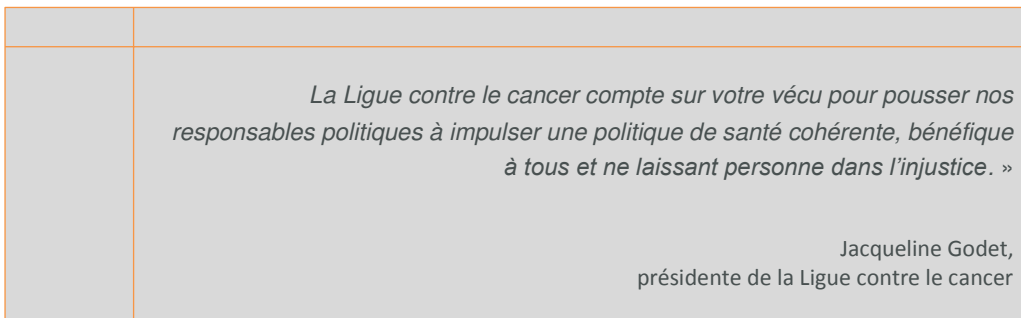 La Ligue contre le cancer compte sur votre vécu pour pousser nos
responsables politiques à impulser une politique de santé cohérente, bénéfique
à tous et ne laissant personne dans l’injustice. »
Jacqueline Godet,
présidente de la Ligue contre le cancer